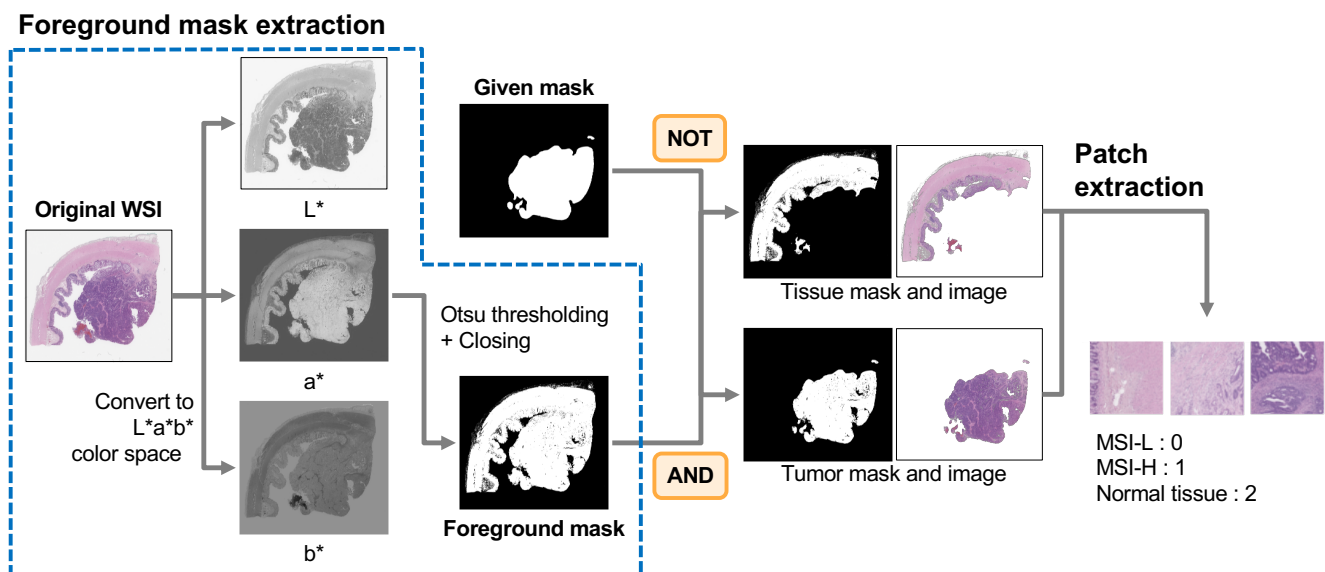 Foreground mask extraction
Original WSI
L*
a*
Convert to
L*a*b*
color space
b*
Given mask
Otsu thresholding
+ Closing
Foreground mask
NOT
AND
Tissue mask and image
Tumor mask and image
Patch
extraction
MSI-L : 0
MSI-H : 1
Normal tissue : 2